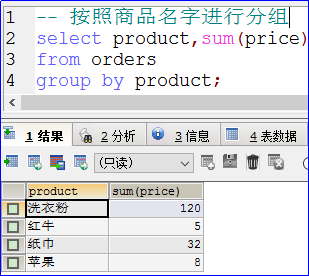 1 -- 按照商品名字进行分组
2 select product,sum(price)
3 from orders
4 group by product;
1 结果 2 分析 3 信息 4 表数据
(只读)
product sum(price)
洗衣粉 120
红牛 5
纸巾 32
苹果 8